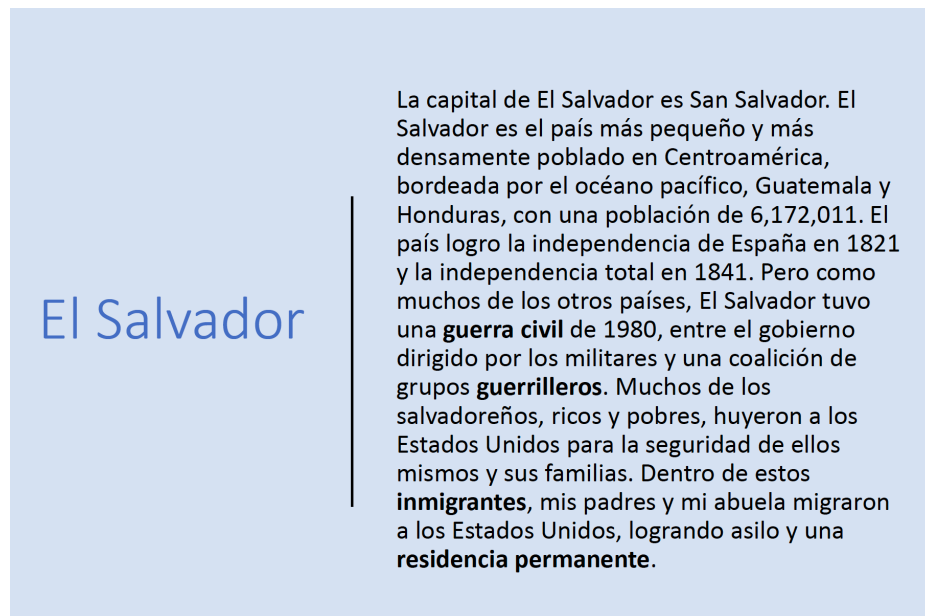 El Salvador
La capital de El Salvador es San Salvador. El
Salvador es el país más pequeño y más
densamente poblado en Centroamérica,
bordeada por el océano pacífico, Guatemala y
Honduras, con una población de 6,172,011. El
país logro la independencia de España en 1821
y la independencia total en 1841. Pero como
muchos de los otros países, El Salvador tuvo
una guerra civil de 1980, entre el gobierno
dirigido por los militares y una coalición de
grupos guerrilleros. Muchos de los
salvadoreños, ricos y pobres, huyeron a los
Estados Unidos para la seguridad de ellos
mismos y sus familias. Dentro de estos
inmigrantes, mis padres y mi abuela migraron
a los Estados Unidos, logrando asilo y una
residencia permanente.